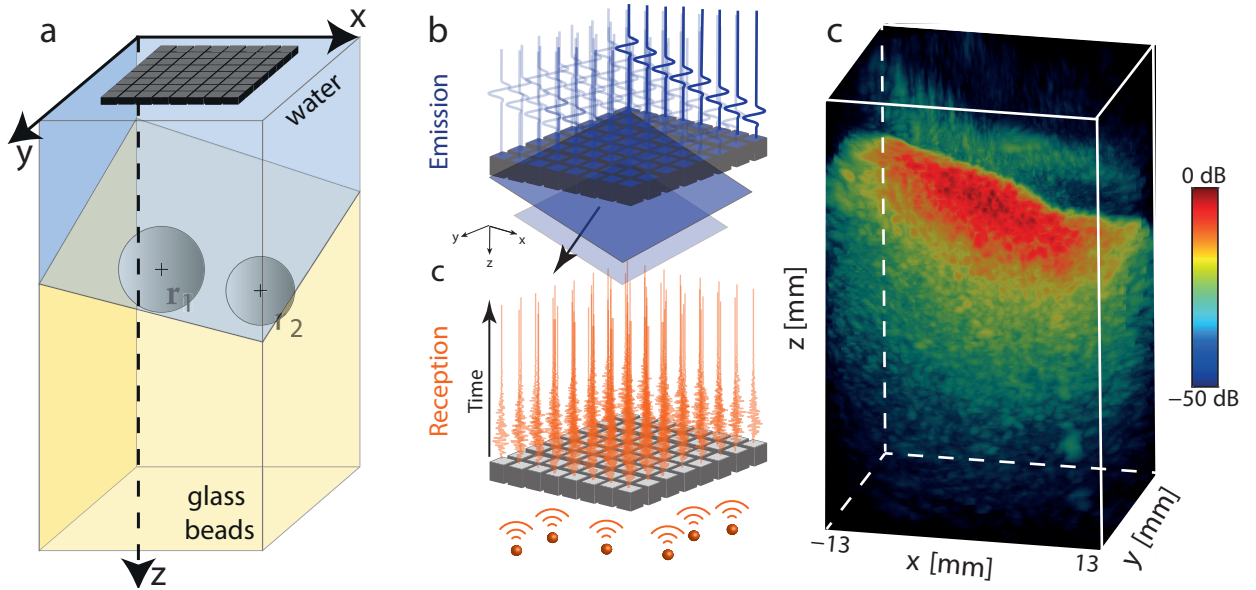 a
x
water
y
r1
r2
glass
beads
z
b
Emission
y
x
z
c
Time
Reception
c
z [mm]
0 dB
−50 dB
−13
x [mm]
13
y [mm]